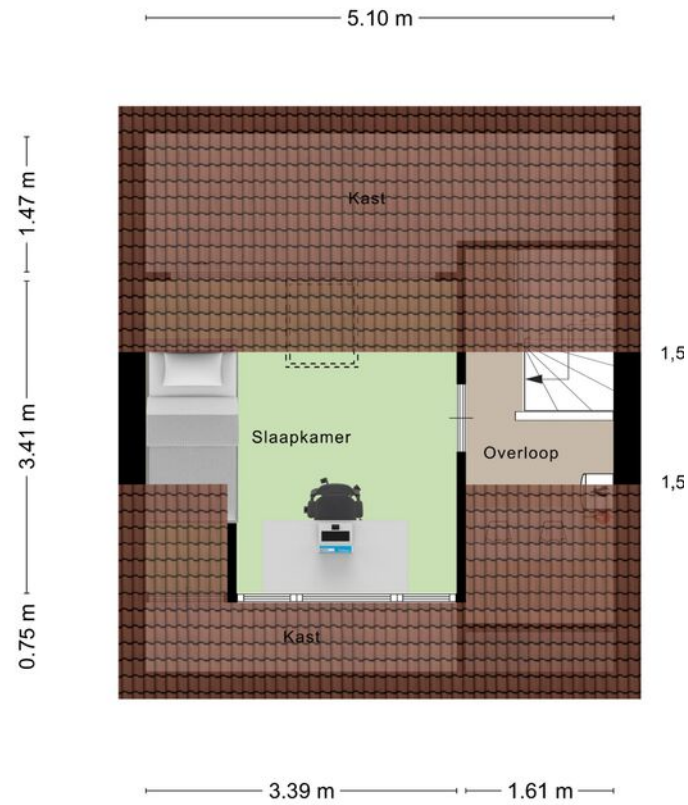 5.10 m
1.47 m
Kast
3.41 m
1,5
Slaapkamer
Overloop
1,5
0.75 m
Kast
3.39 m
1.61 m